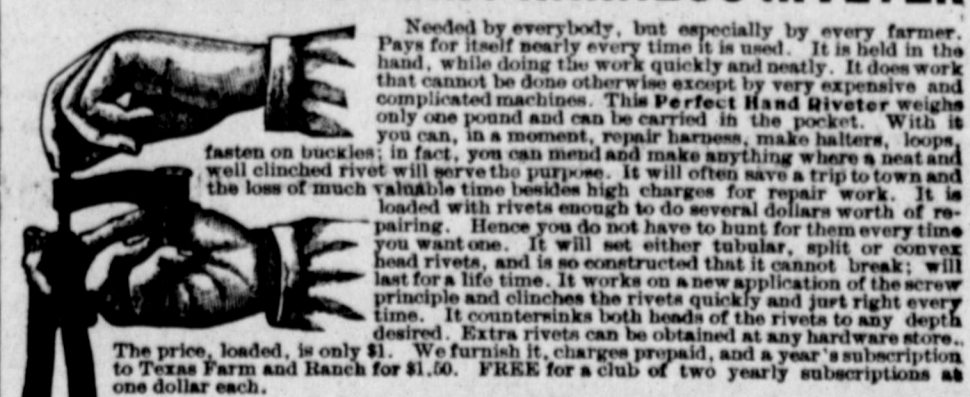 Needed by everybody, but especially by every farmer.
Pays for itself nearly every time it is used. It is held in the
hand, while doing the work quickly and neatly. It does work
that cannot be done otherwise except by very expensive and
complicated machines. This Perfect Hand Riveter weighs
only one pound and can be carried in the pocket. With it
you can, in a moment, repair harness, make halters, loops,
fasten on buckles; in fact, you can mend and make anything where a neat and
well clinched rivet will serve the purpose. It will often save a trip to town and
the loss of much valuable time besides high charges for repair work. It is
loaded with rivets enough to do several dollars worth of re-
pairing. Hence you do not have to hunt for them every time
you want one. It will set either tubular, split or convex
head rivets, and is so constructed that it cannot break; will
last for a life time. It works on a new application of the screw
principle and clinches the rivets quickly and just right every
time. It countersinks both heads of the rivets to any depth
desired. Extra rivets can be obtained at any hardware store.
The price, loaded, is only $1. We furnish it, charges prepaid, and a year's subscription
to Texas Farm and Ranch for $1.50. FREE for a club of two yearly subscriptions at
one dollar each.